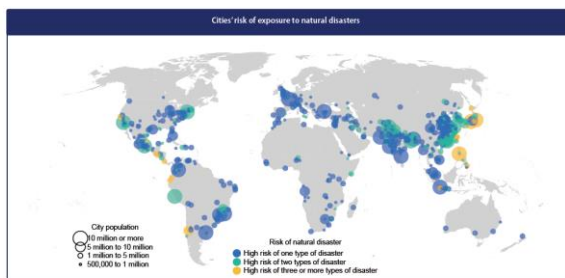 Cities' risk of exposure to natural disasters
City population
10 million or more
5 million to 10 million
1 million to 5 million
500,000 to 1 million
Risk of natural disaster
High risk of one type of disaster
High risk of two types of disaster
High risk of three or more types of disaster